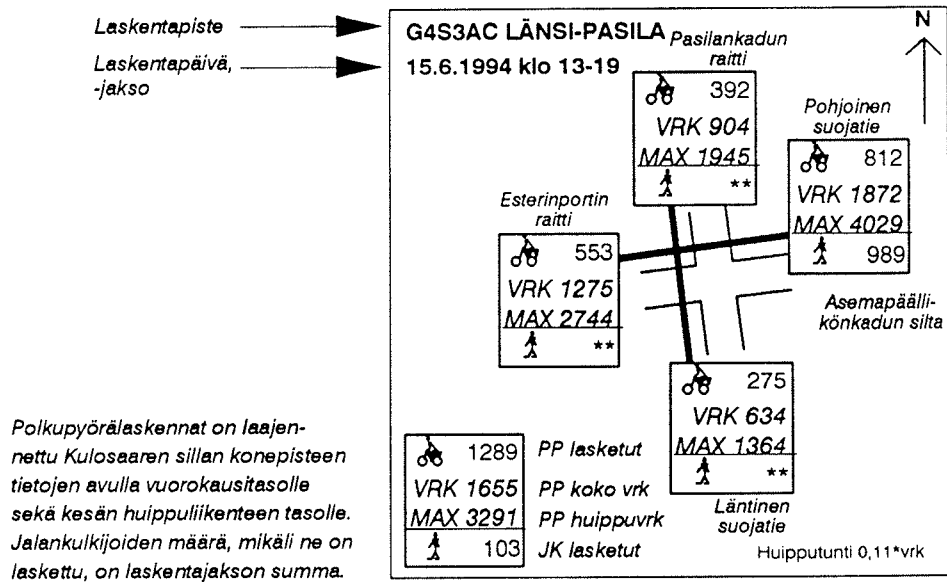 Laskentapiste
Laskentapäivä,
-jakso
G4S3AC LÄNSI-PASILA
15.6.1994 klo 13-19
N
Pasilankadun
raitti
392
VRK 904
MAX 1945
**
Pohjoinen
suojatie
812
VRK 1872
MAX 4029
989
Esterinportin
raitti
553
VRK 1275
MAX 2744
**
Asemapäälli-
könkadun silta
275
VRK 634
MAX 1364
**
Läntinen
suojatie
1289 PP lasketut
VRK 1655 PP koko vrk
MAX 3291 PP huippuvrk
103 JK lasketut
Huipputunti 0,11*vrk
Polkupyörälaskennat on laajen-
nettu Kulosaaren sillan konepisteen
tietojen avulla vuorokausitasolle
sekä kesän huippuliikenteen tasolle.
Jalankulkijoiden määrä, mikäli ne on
laskettu, on laskentajakson summa.